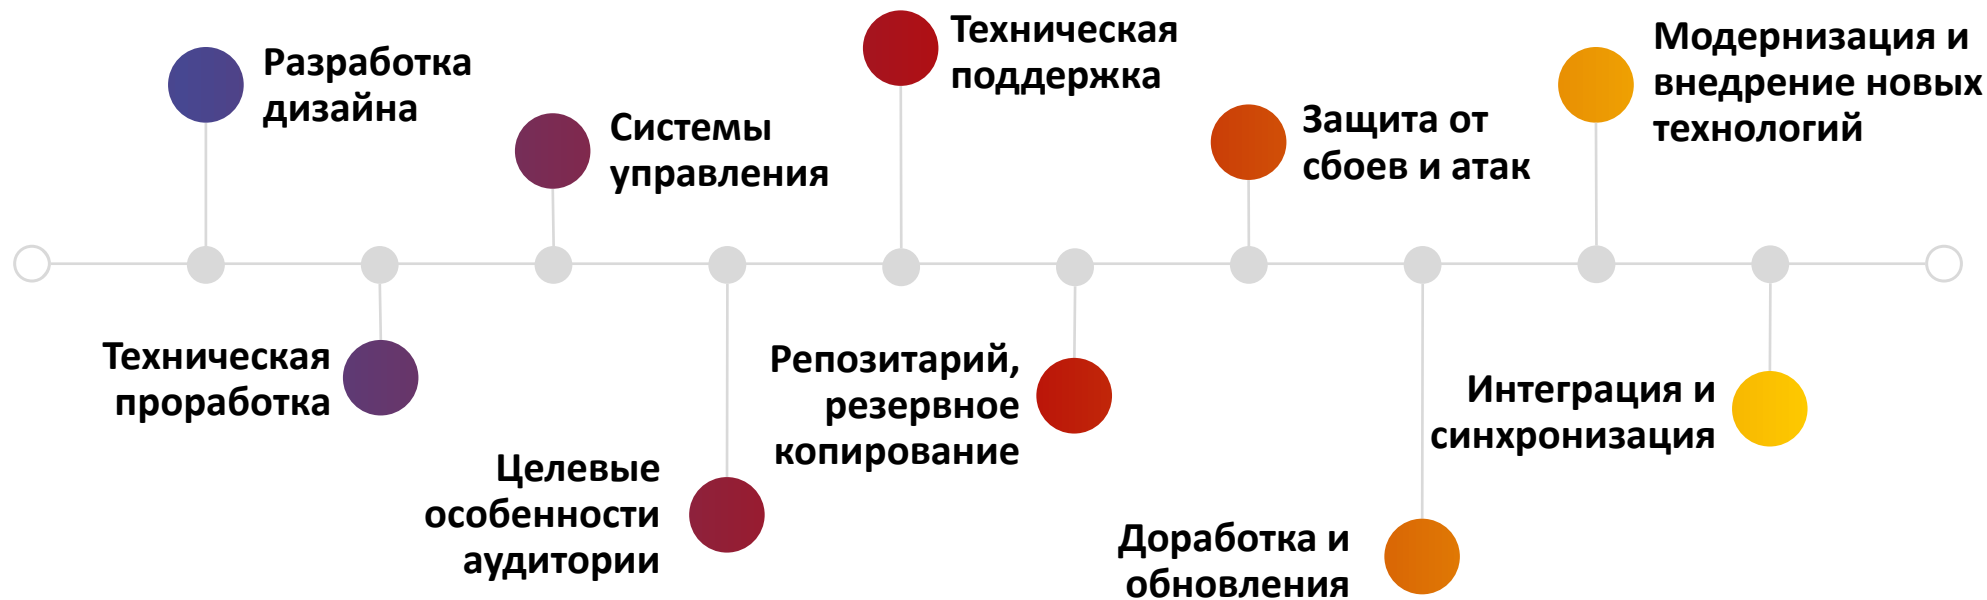 Разработка
дизайна
Техническая
проработка
Системы
управления
Целевые
особенности
аудитории
Техническая
поддержка
Репозитарий,
резервное
копирование
Защита от
сбоев и атак
Доработка и
обновления
Модернизация и
внедрение новых
технологий
Интеграция и
синхронизация